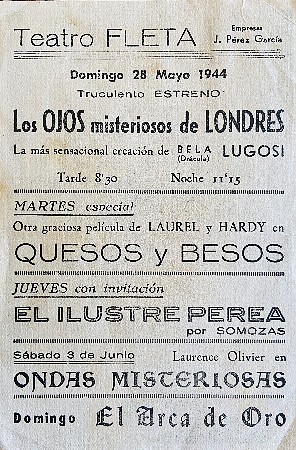 Teatro FLETA
Empresas
J. Pérez García
Domingo 28 Mayo 1944
Truculento ESTRENO
Los OJOS misteriosos de LONDRES
La más sensacional creación de BELA LUGOSI
(Drácula)
Tarde 8'30 Noche 11'15
MARTES especial
Otra graciosa película de LAUREL y HARDY en
QUESOS y BESOS
JUEVES con invitación
EL ILUSTRE PEREA
por SOMOZAS
Sábado 3 de Junio Laurence Olivier en
ONDAS MISTERIOSAS
Domingo El Arca de Oro